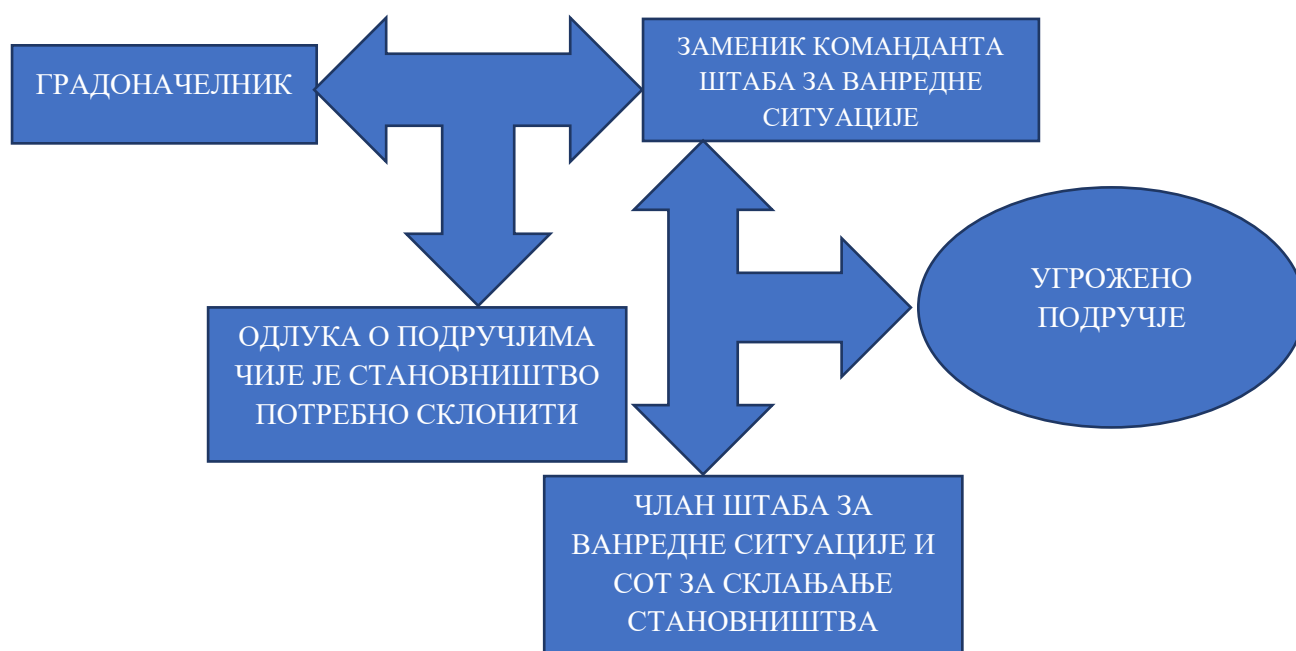 ГРАДОНАЧЕЛНИК
ЗАМЕНИК КОМАНДАНТА
ШТАБА ЗА ВАНРЕДНЕ
СИТУАЦИЈЕ
УГРОЖЕНО
ПОДРУЧЈЕ
ОДЛУКА О ПОДРУЧЈИМА
ЧИЈЕ ЈЕ СТАНОВНИШТВО
ПОТРЕБНО СКЛОНИТИ
ЧЛАН ШТАБА ЗА
ВАНРЕДНЕ СИТУАЦИЈЕ И
СОТ ЗА СКЛАЊАЊЕ
СТАНОВНИШТВА